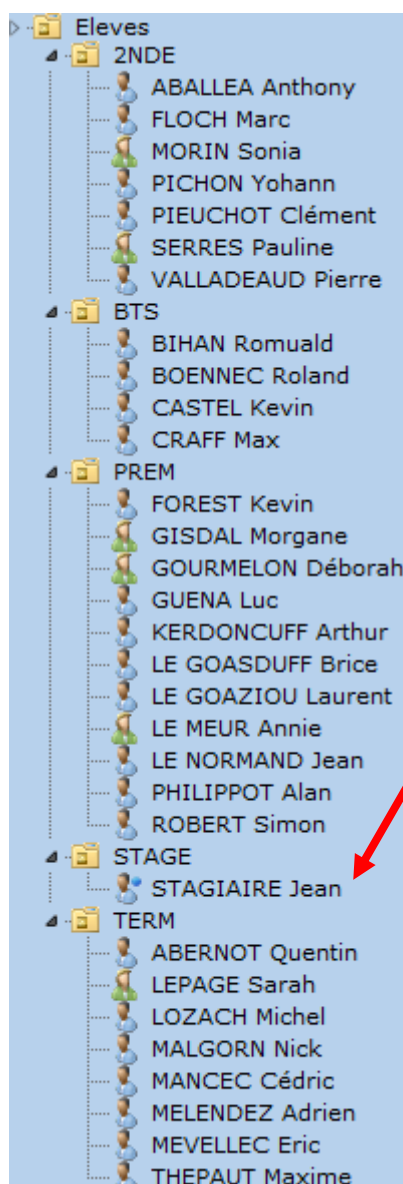 Eleves
2NDE
ABALLEA Anthony
FLOCH Marc
MORIN Sonia
PICHON Yohann
PIEUCHOT Clément
SERRES Pauline
VALLADEAUD Pierre
BTS
BIHAN Romuald
BOENNEC Roland
CASTEL Kevin
CRAFF Max
PREM
FOREST Kevin
GISDAL Morgane
GOURMELON Déborah
GUENA Luc
KERDONCUFF Arthur
LE GOASDUFF Brice
LE GOAZIOU Laurent
LE MEUR Annie
LE NORMAND Jean
PHILIPPOT Alan
ROBERT Simon
STAGE
STAGIAIRE Jean
TERM
ABERNOT Quentin
LEPAGE Sarah
LOZACH Michel
MALGORN Nick
MANCEC Cédric
MELENDEZ Adrien
MEVELLEC Eric
THEPAUT Maxime